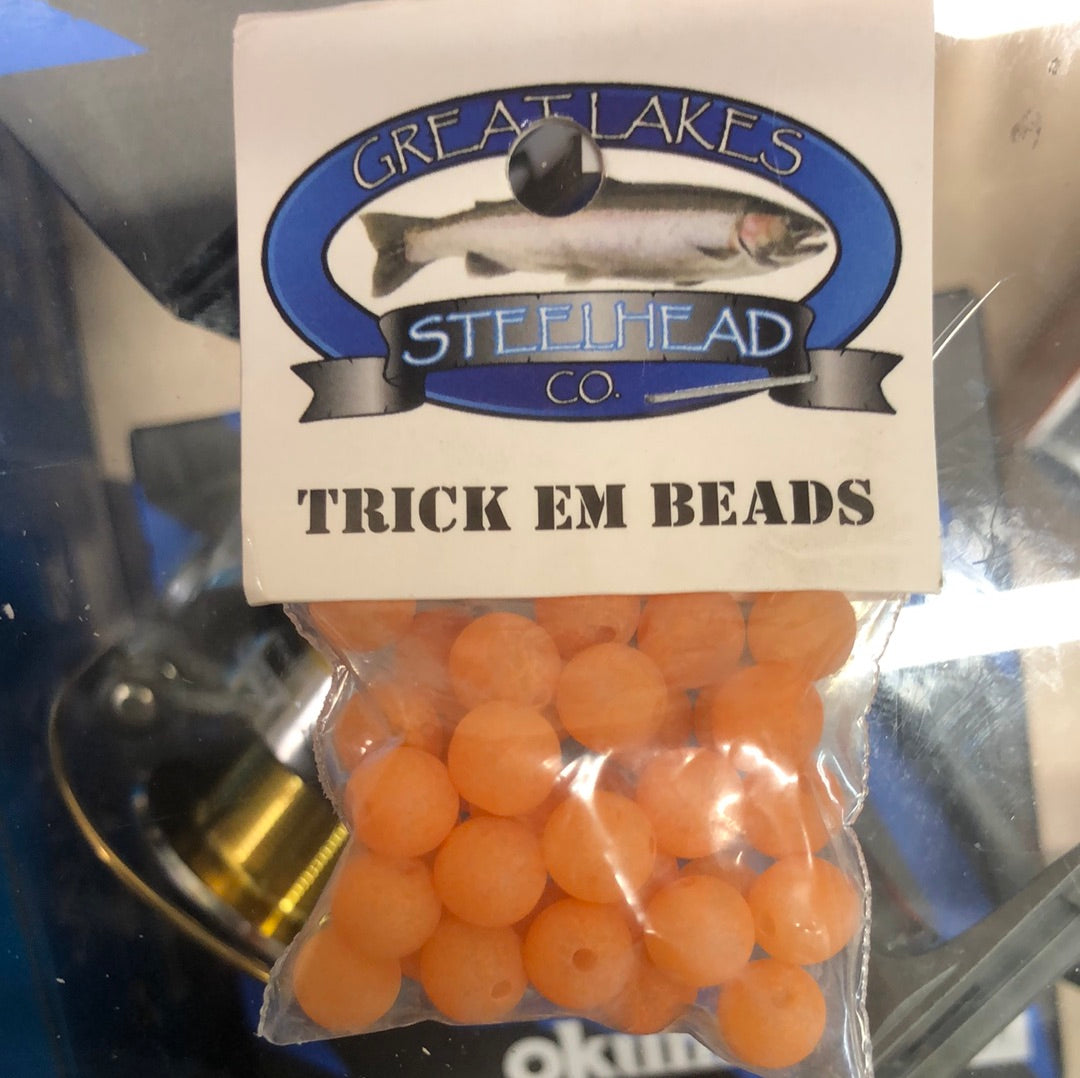 GREAT LAKES
STEELHEAD
CO.
TRICK EM BEADS